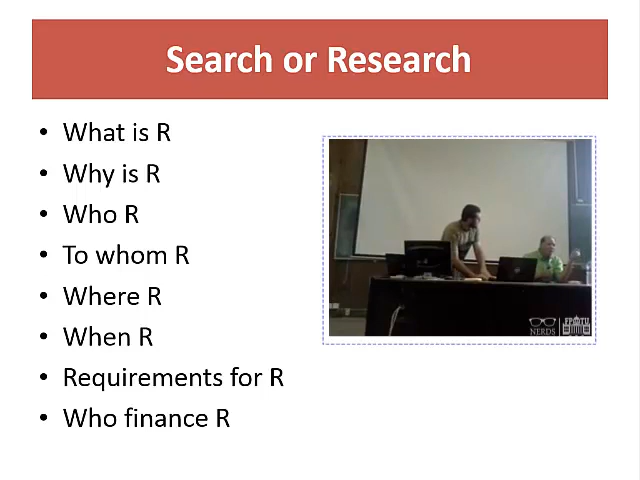 Search or Research
• What is R
• Why is R
• Who R
• To whom R
• Where R
• When R
• Requirements for R
• Who finance R
NERDS